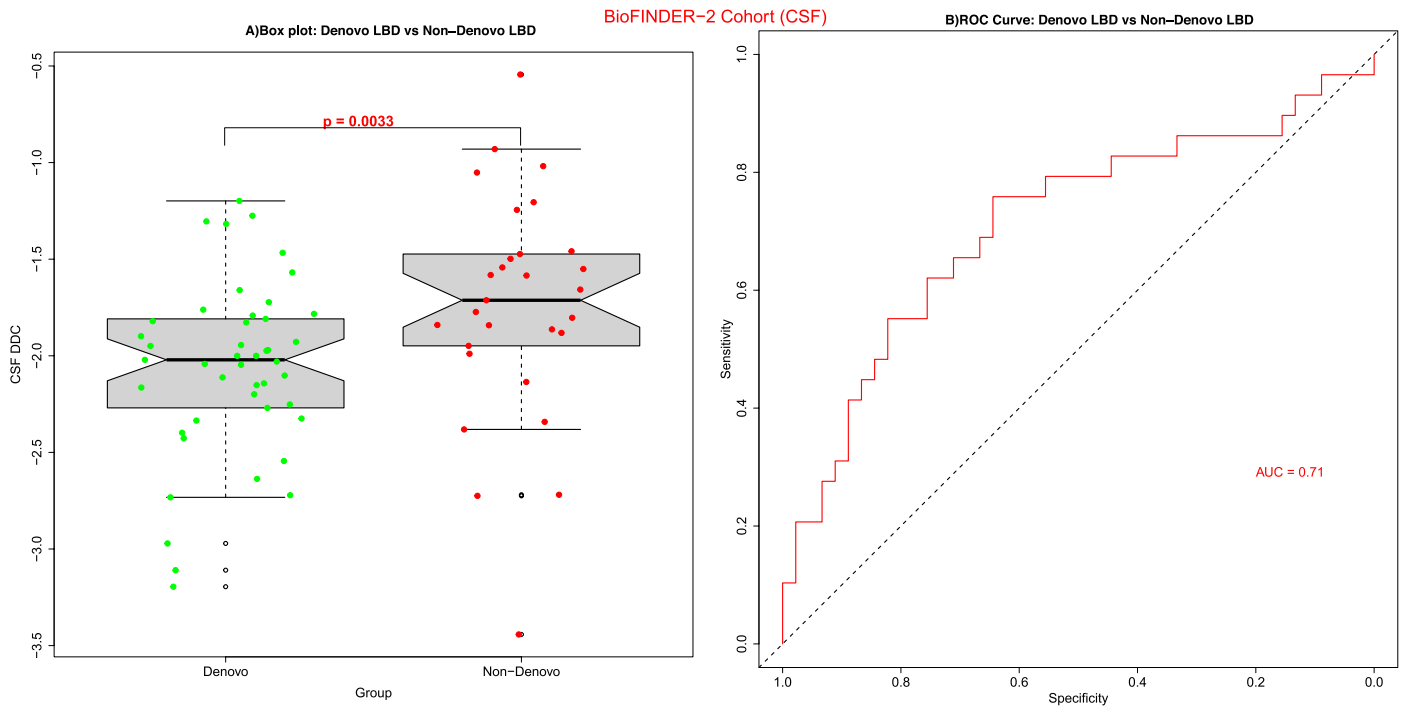 BioFINDER−2 Cohort (CSF)
A)Box plot: Denovo LBD vs Non–Denovo LBD
p = 0.0033
CSF DDC
−0.5
−1.0
−1.5
−2.0
−2.5
−3.0
−3.5
Denovo
Non−Denovo
Group
B)ROC Curve: Denovo LBD vs Non–Denovo LBD
Sensitivity
1.0
0.8
0.6
0.4
0.2
0.0
AUC = 0.71
1.0
0.8
0.6
0.4
0.2
0.0
Specificity